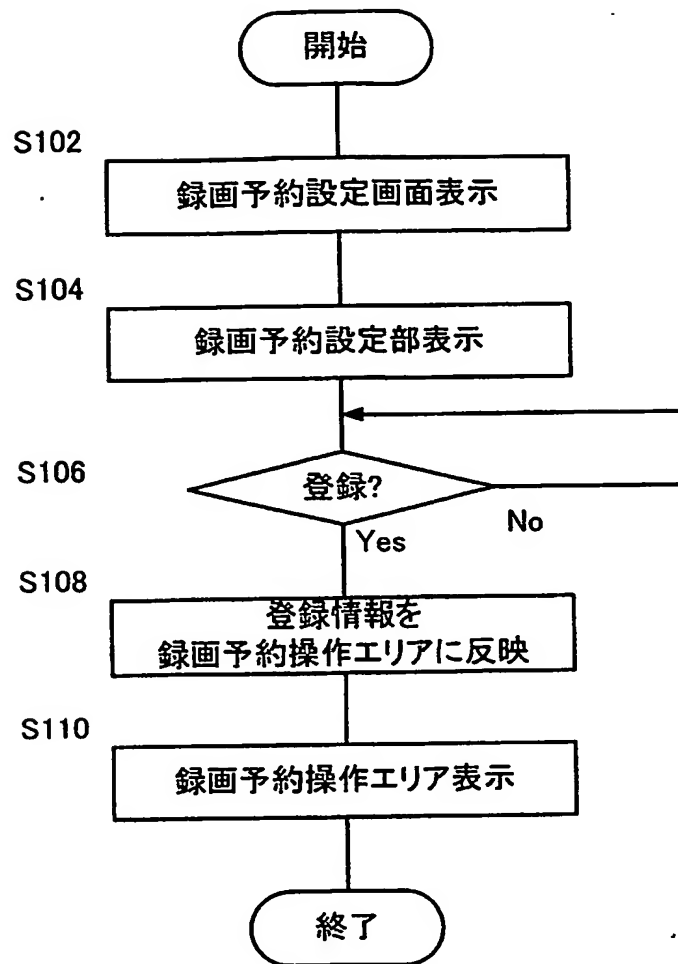 開始
S102
録画予約設定画面表示
S104
録画予約設定部表示
S106
登録?
No
Yes
S108
登録情報を
録画予約操作エリアに反映
S110
録画予約操作エリア表示
終了